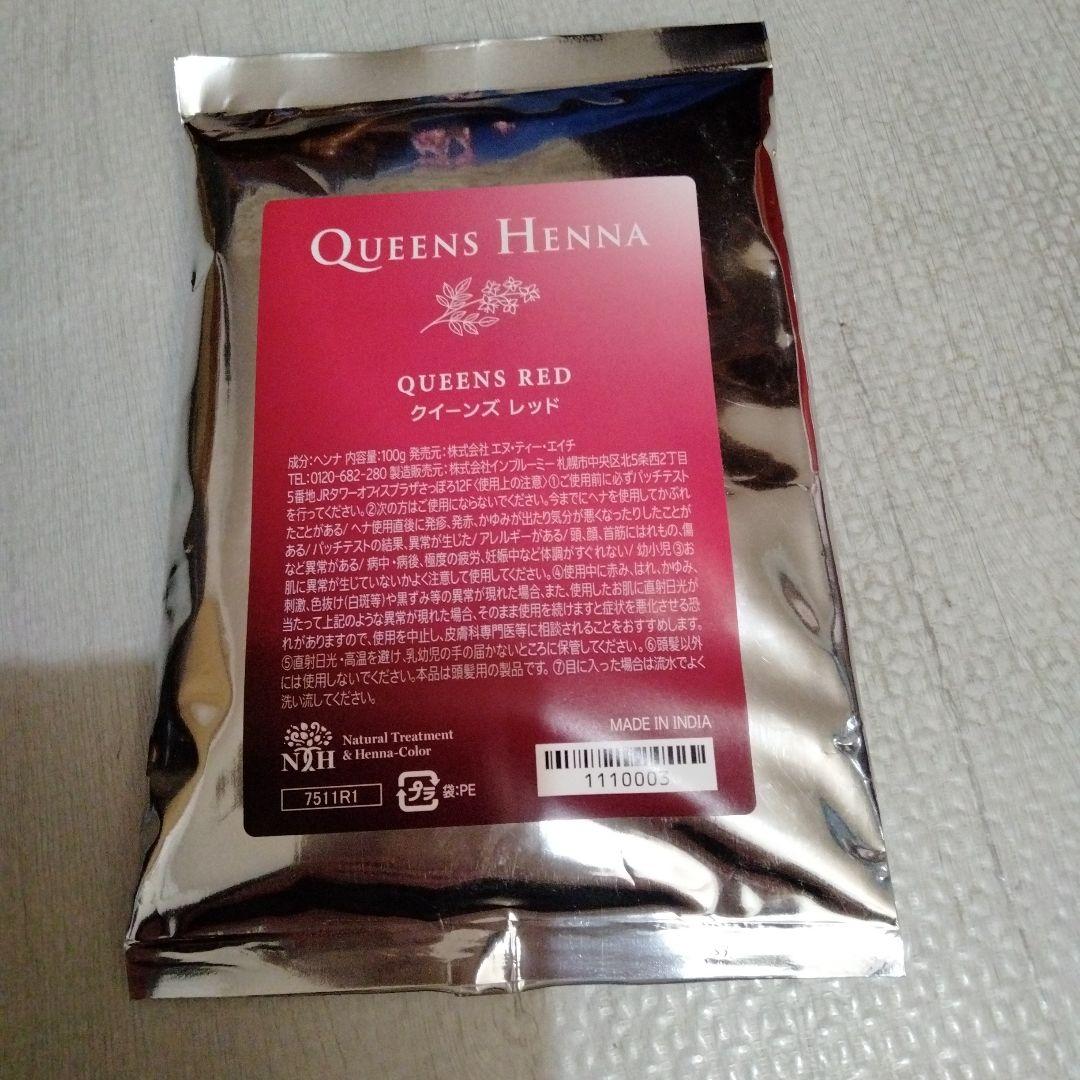 QUEENS HENNA
QUEENS RED
クイーンズ レッド
成分:ヘンナ 内容量:100g 発売元:株式会社 エヌ・ティー・エイチ
TEL:0120-682-280 製造販売元:株式会社インブルーミー 札幌市中央区北5条西2丁目
5番地 JRタワーオフィスプラザさっぽろ12F〈使用上の注意〉①ご使用前に必ずパッチテスト
を行ってください。②次の方はご使用にならないでください。今までにヘナを使用してかぶれ
たことがある/ ヘナ使用直後に発疹、発赤、かゆみが出たり気分が悪くなったりしたことが
ある/ パッチテストの結果、異常が生じた/ アレルギーがある/ 頭、顔、首筋にはれもの、傷
など異常がある/ 病中・病後、極度の疲労、妊娠中など体調がすぐれない/ 幼小児 ③お
肌に異常が生じていないかよく注意して使用してください。④使用中に赤み、はれ、かゆみ、
刺激、色抜け(白斑等)や黒ずみ等の異常が現れた場合、また、使用したお肌に直射日光が
当たって上記のような異常が現れた場合、そのまま使用を続けますと症状を悪化させる恐
れがありますので、使用を中止し、皮膚科専門医等に相談されることをおすすめします。
⑤直射日光・高温を避け、乳幼児の手の届かないところに保管してください。⑥頭髪以外
には使用しないでください。本品は頭髪用の製品です。⑦目に入った場合は流水でよく
洗い流してください。
MADE IN INDIA
NTH Natural Treatment
& Henna-Color
7511R1
プラ 袋:PE
1110003